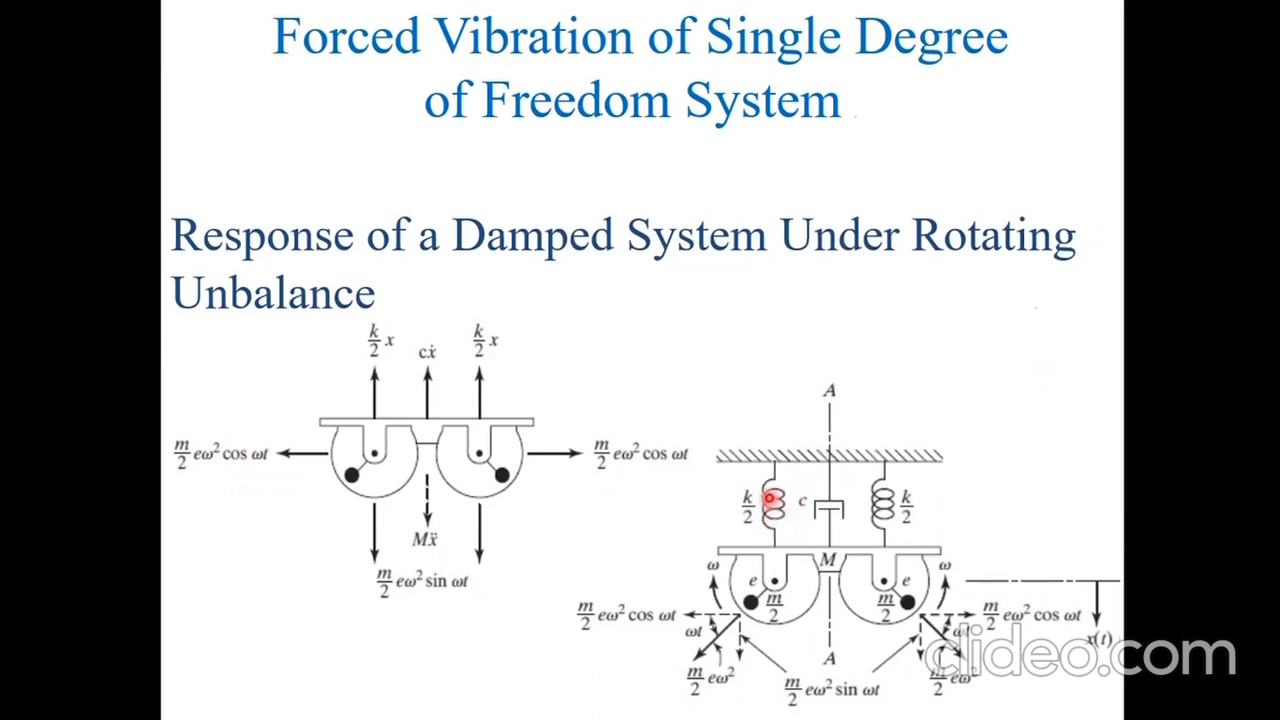 Forced Vibration of Single Degree
of Freedom System
Response of a Damped System Under Rotating
Unbalance
k/2 x
cẋ
k/2 x
m/2 eω² cos ωt
m/2 eω² cos ωt
Mẍ
m/2 eω² sin ωt
A
k/2
c
k/2
M
ω
e
e
ω
m/2
m/2
m/2 eω² cos ωt
m/2 eω² cos ωt
ωt
ωt
x(t)
A
m/2 eω²
m/2 eω² sin ωt
m/2 eω²
clideo.com